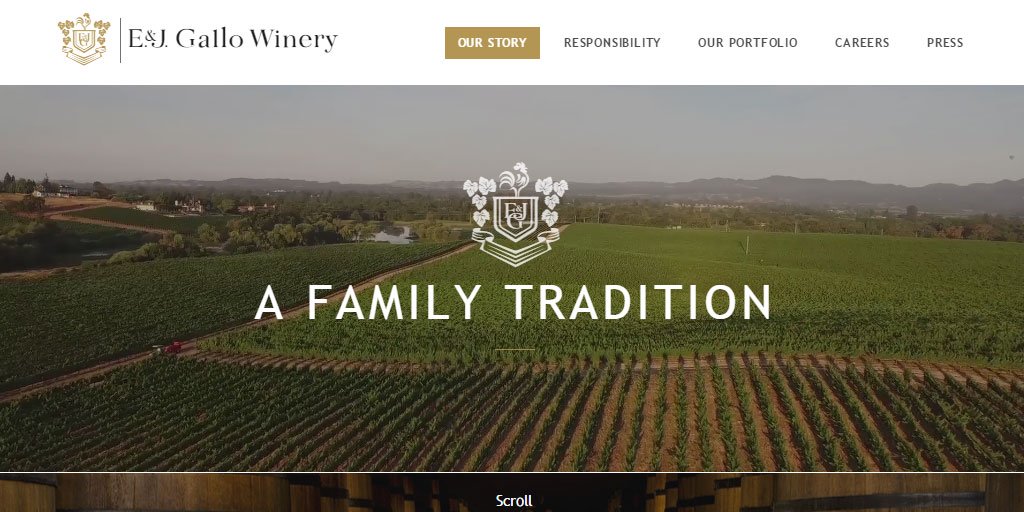 E.&J. Gallo Winery
OUR STORY
RESPONSIBILITY
OUR PORTFOLIO
CAREERS
PRESS
E&J
G
A FAMILY TRADITION
Scroll